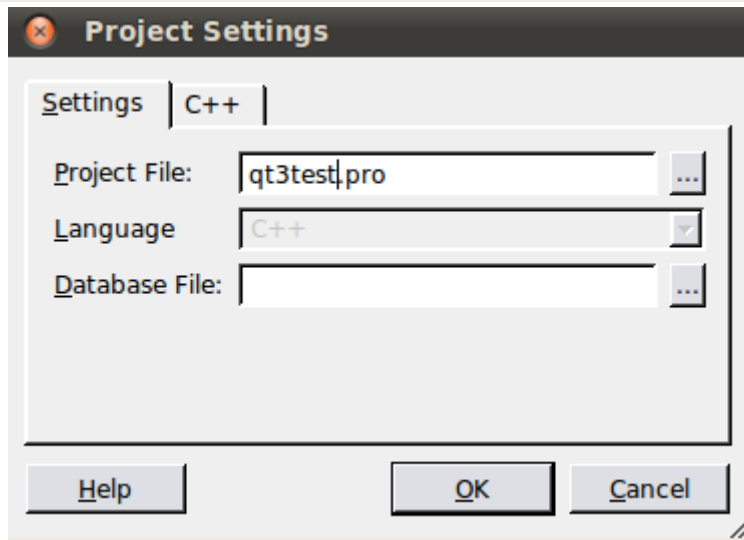 Project Settings
Settings C++
Project File: qt3test.pro ...
Language C++
Database File: ...
Help OK Cancel